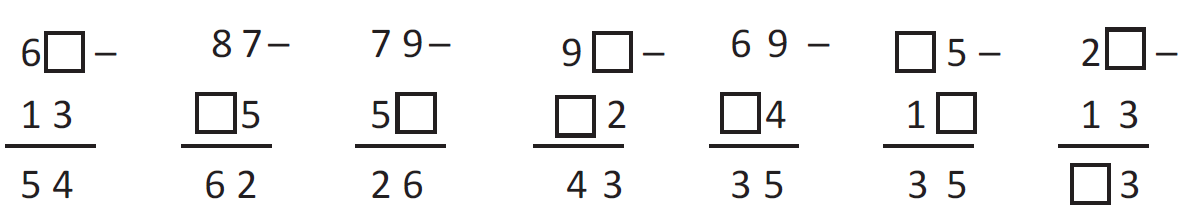 6□ – 87 – 79 – 9□ – 69 – □5 – 2□ –
13 □5 5□ □2 □4 1□ 13
54 62 26 43 35 35 □3